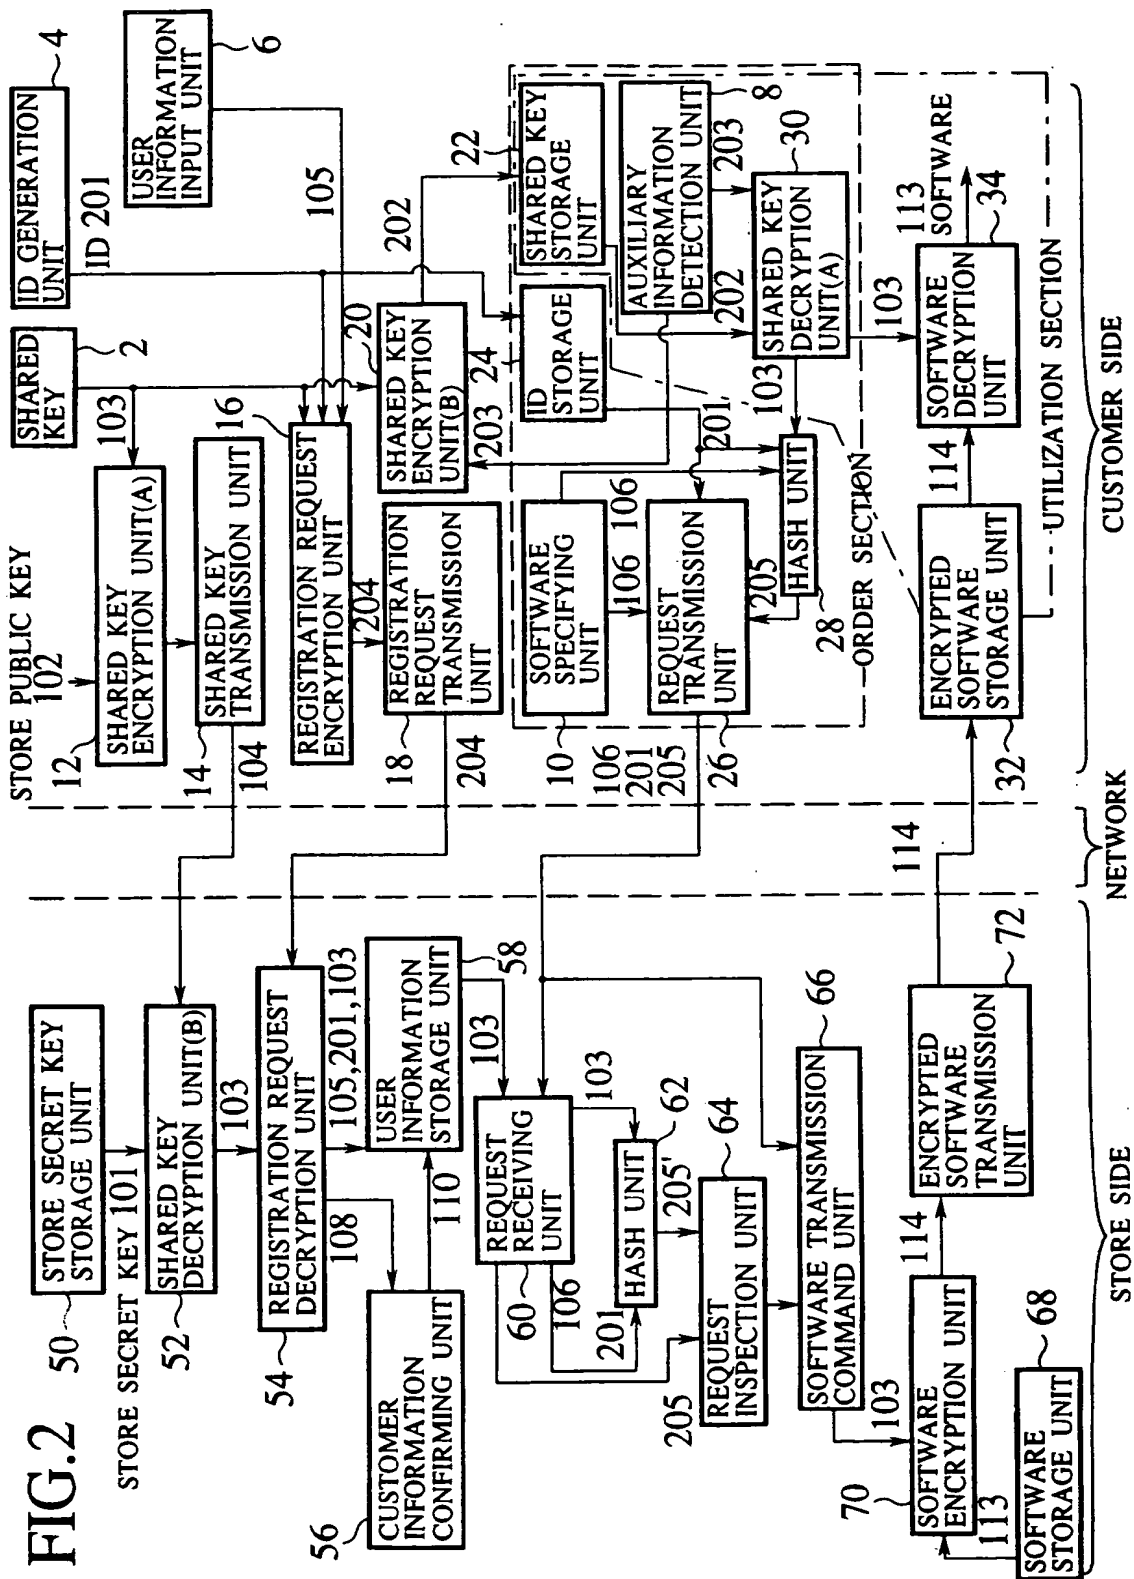 FIG.2
STORE SECRET KEY
STORAGE UNIT
50
STORE SECRET KEY 101
SHARED KEY
DECRYPTION UNIT(B)
52
103
REGISTRATION REQUEST
DECRYPTION UNIT
54
108
105,201,103
CUSTOMER
INFORMATION
CONFIRMING UNIT
56
110
USER
INFORMATION
STORAGE UNIT
58
103
REQUEST
RECEIVING
UNIT
60
106
201
103
HASH UNIT
62
205'
205
REQUEST
INSPECTION UNIT
64
SOFTWARE TRANSMISSION
COMMAND UNIT
66
103
SOFTWARE
ENCRYPTION UNIT
70
113
SOFTWARE
STORAGE UNIT
68
114
ENCRYPTED
SOFTWARE
TRANSMISSION
UNIT
72
STORE SIDE
114
NETWORK
STORE PUBLIC KEY
102
12
SHARED KEY
ENCRYPTION UNIT(A)
103
SHARED
KEY
2
ID GENERATION
UNIT
4
ID 201
USER
INFORMATION
INPUT UNIT
6
105
14
SHARED KEY
TRANSMISSION UNIT
104
16
REGISTRATION REQUEST
ENCRYPTION UNIT
204
18
REGISTRATION
REQUEST
TRANSMISSION
UNIT
204
20
SHARED KEY
ENCRYPTION
UNIT(B)
203
202
22
SHARED KEY
STORAGE
UNIT
24
ID STORAGE
UNIT
AUXILIARY
INFORMATION
DETECTION UNIT
8
202
203
SHARED KEY
DECRYPTION
UNIT(A)
30
103
103
10
SOFTWARE
SPECIFYING
UNIT
106
106
201
REQUEST
TRANSMISSION
UNIT
26
106
201
205
205
HASH UNIT
28
ORDER SECTION
ENCRYPTED
SOFTWARE
STORAGE UNIT
32
114
SOFTWARE
DECRYPTION
UNIT
34
113
SOFTWARE
UTILIZATION SECTION
CUSTOMER SIDE